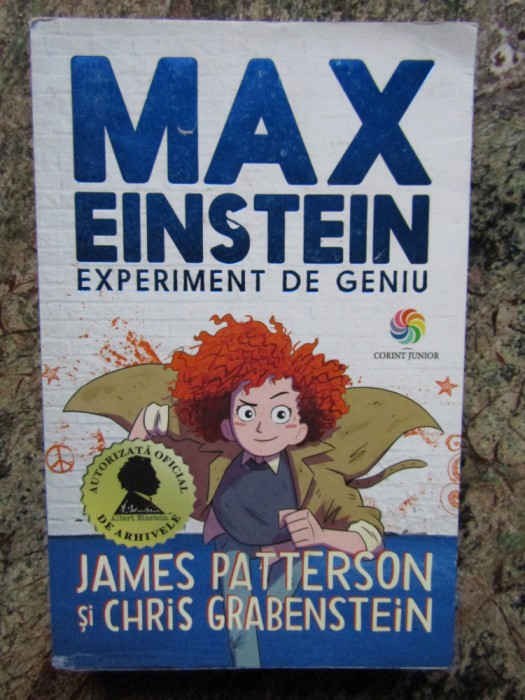 MAX
EINSTEIN
EXPERIMENT DE GENIU
CORINT JUNIOR
AUTORIZATĂ OFICIAL
Albert Einstein
DE ARHIVELE
JAMES PATTERSON
și CHRIS GRABENSTEIN